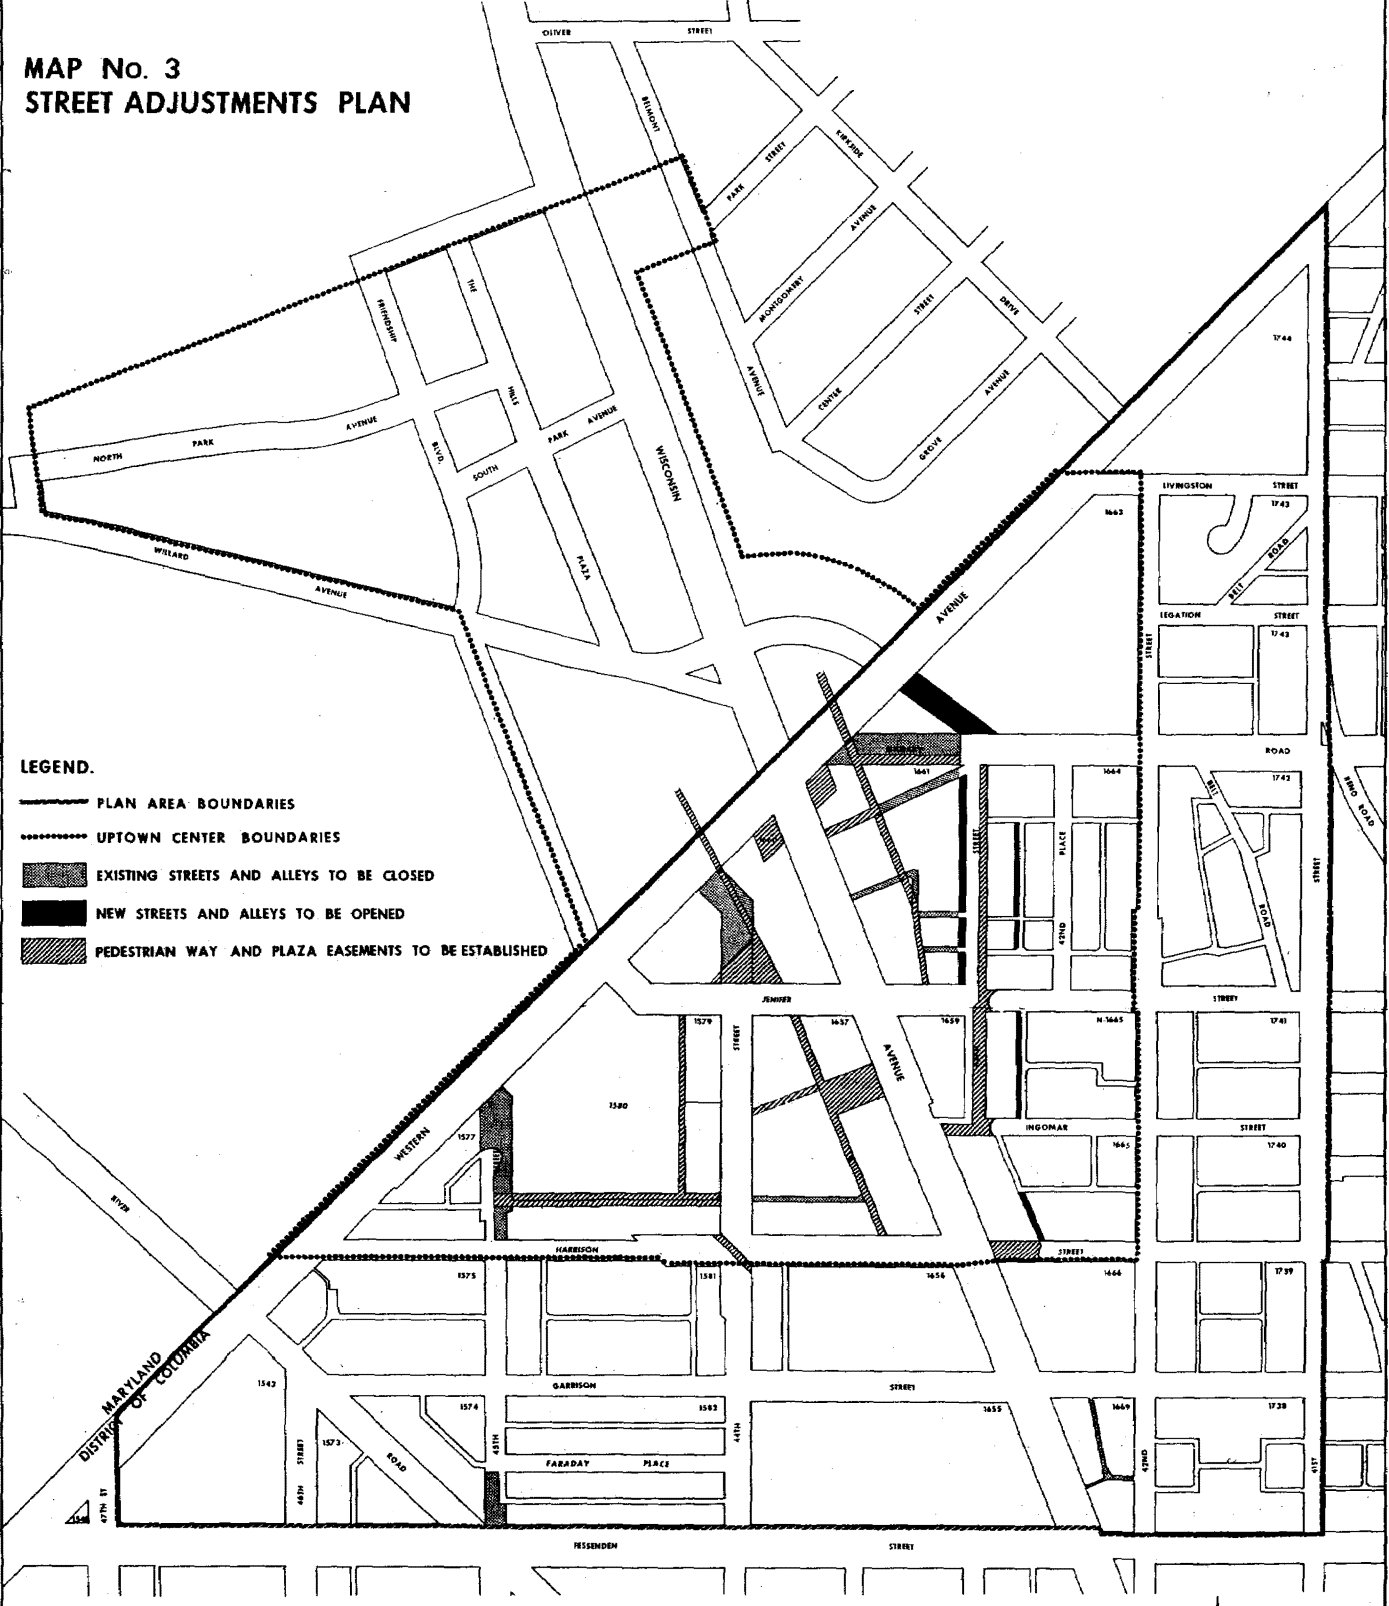 MAP No. 3
STREET ADJUSTMENTS PLAN
OLIVER STREET
BELMONT
PARK STREET
KIRKSIDE
MONTGOMERY AVENUE
DRIVE
THE
FRIENDSHIP
CENTER STREET
1744
HILLS
AVENUE
GROVE AVENUE
NORTH PARK AVENUE
BLVD.
SOUTH PARK AVENUE
WISCONSIN
LIVINGSTON STREET
1743
1663
BELT ROAD
WILLARD
AVENUE
PLAZA
AVENUE
LEGATION STREET
1743
STREET
ROAD
LEGEND.
PLAN AREA BOUNDARIES
UPTOWN CENTER BOUNDARIES
EXISTING STREETS AND ALLEYS TO BE CLOSED
NEW STREETS AND ALLEYS TO BE OPENED
PEDESTRIAN WAY AND PLAZA EASEMENTS TO BE ESTABLISHED
1661
1664
1742
BELT
RENO ROAD
STREET
PLACE
STREET
ROAD
42ND
JENIFER
STREET
1579
STREET
1657
1659
N-1665
1741
AVENUE
1580
WESTERN
1577
INGOMAR
STREET
1665
1740
RIVER
HARRISON
STREET
1575
1581
1656
1666
1739
MARYLAND
DISTRICT OF COLUMBIA
1542
GARRISON
STREET
1574
1582
1655
1669
1738
1573
ROAD
45TH
44TH
42ND
41ST
46TH STREET
FARADAY PLACE
47TH ST
FESSENDEN
STREET